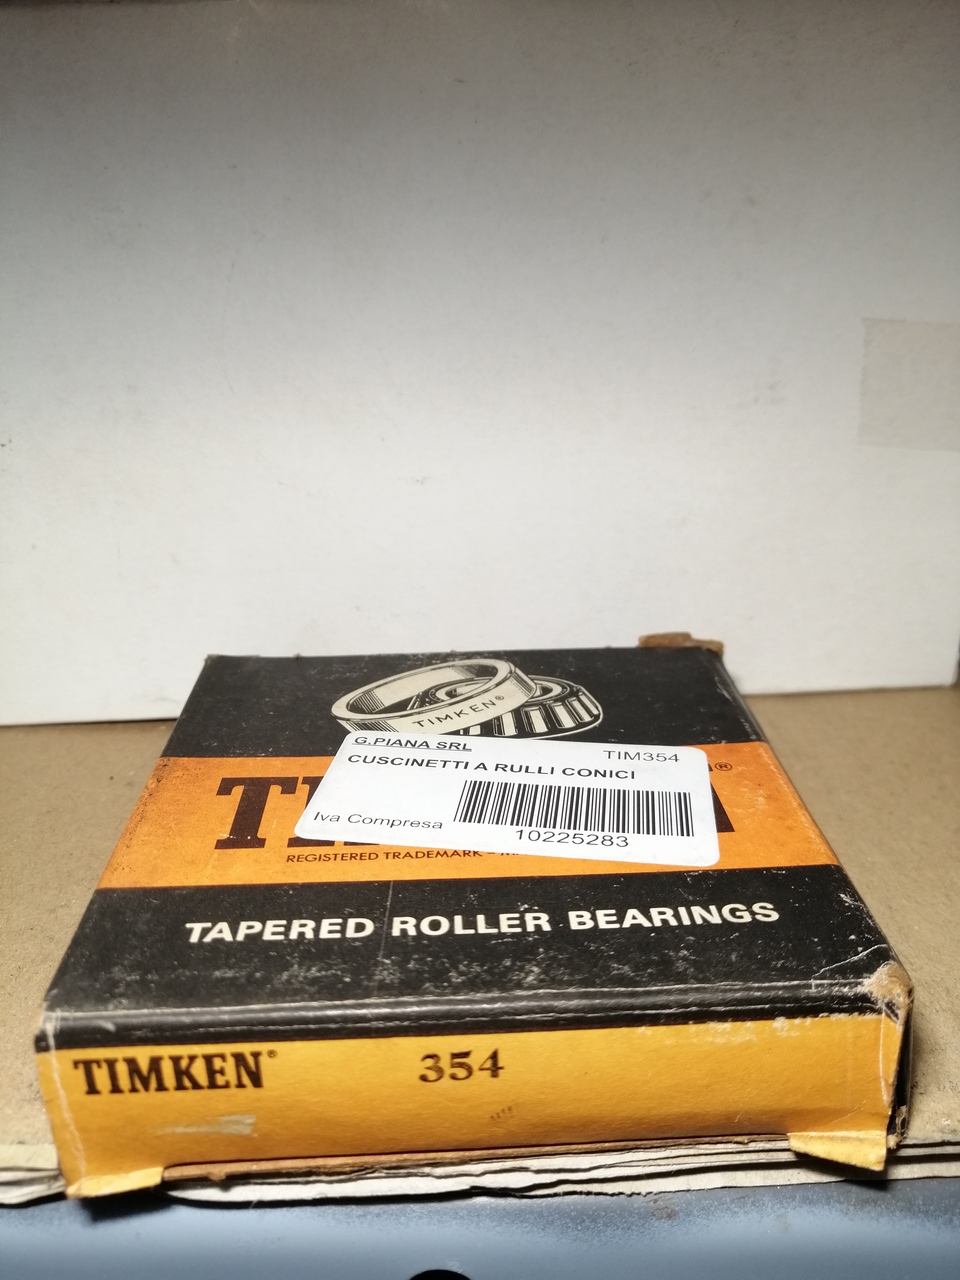 TIMKEN®
G.PIANA SRL
TIM354
CUSCINETTI A RULLI CONICI
Iva Compresa
10225283
REGISTERED TRADEMARK
TAPERED ROLLER BEARINGS
TIMKEN®
354